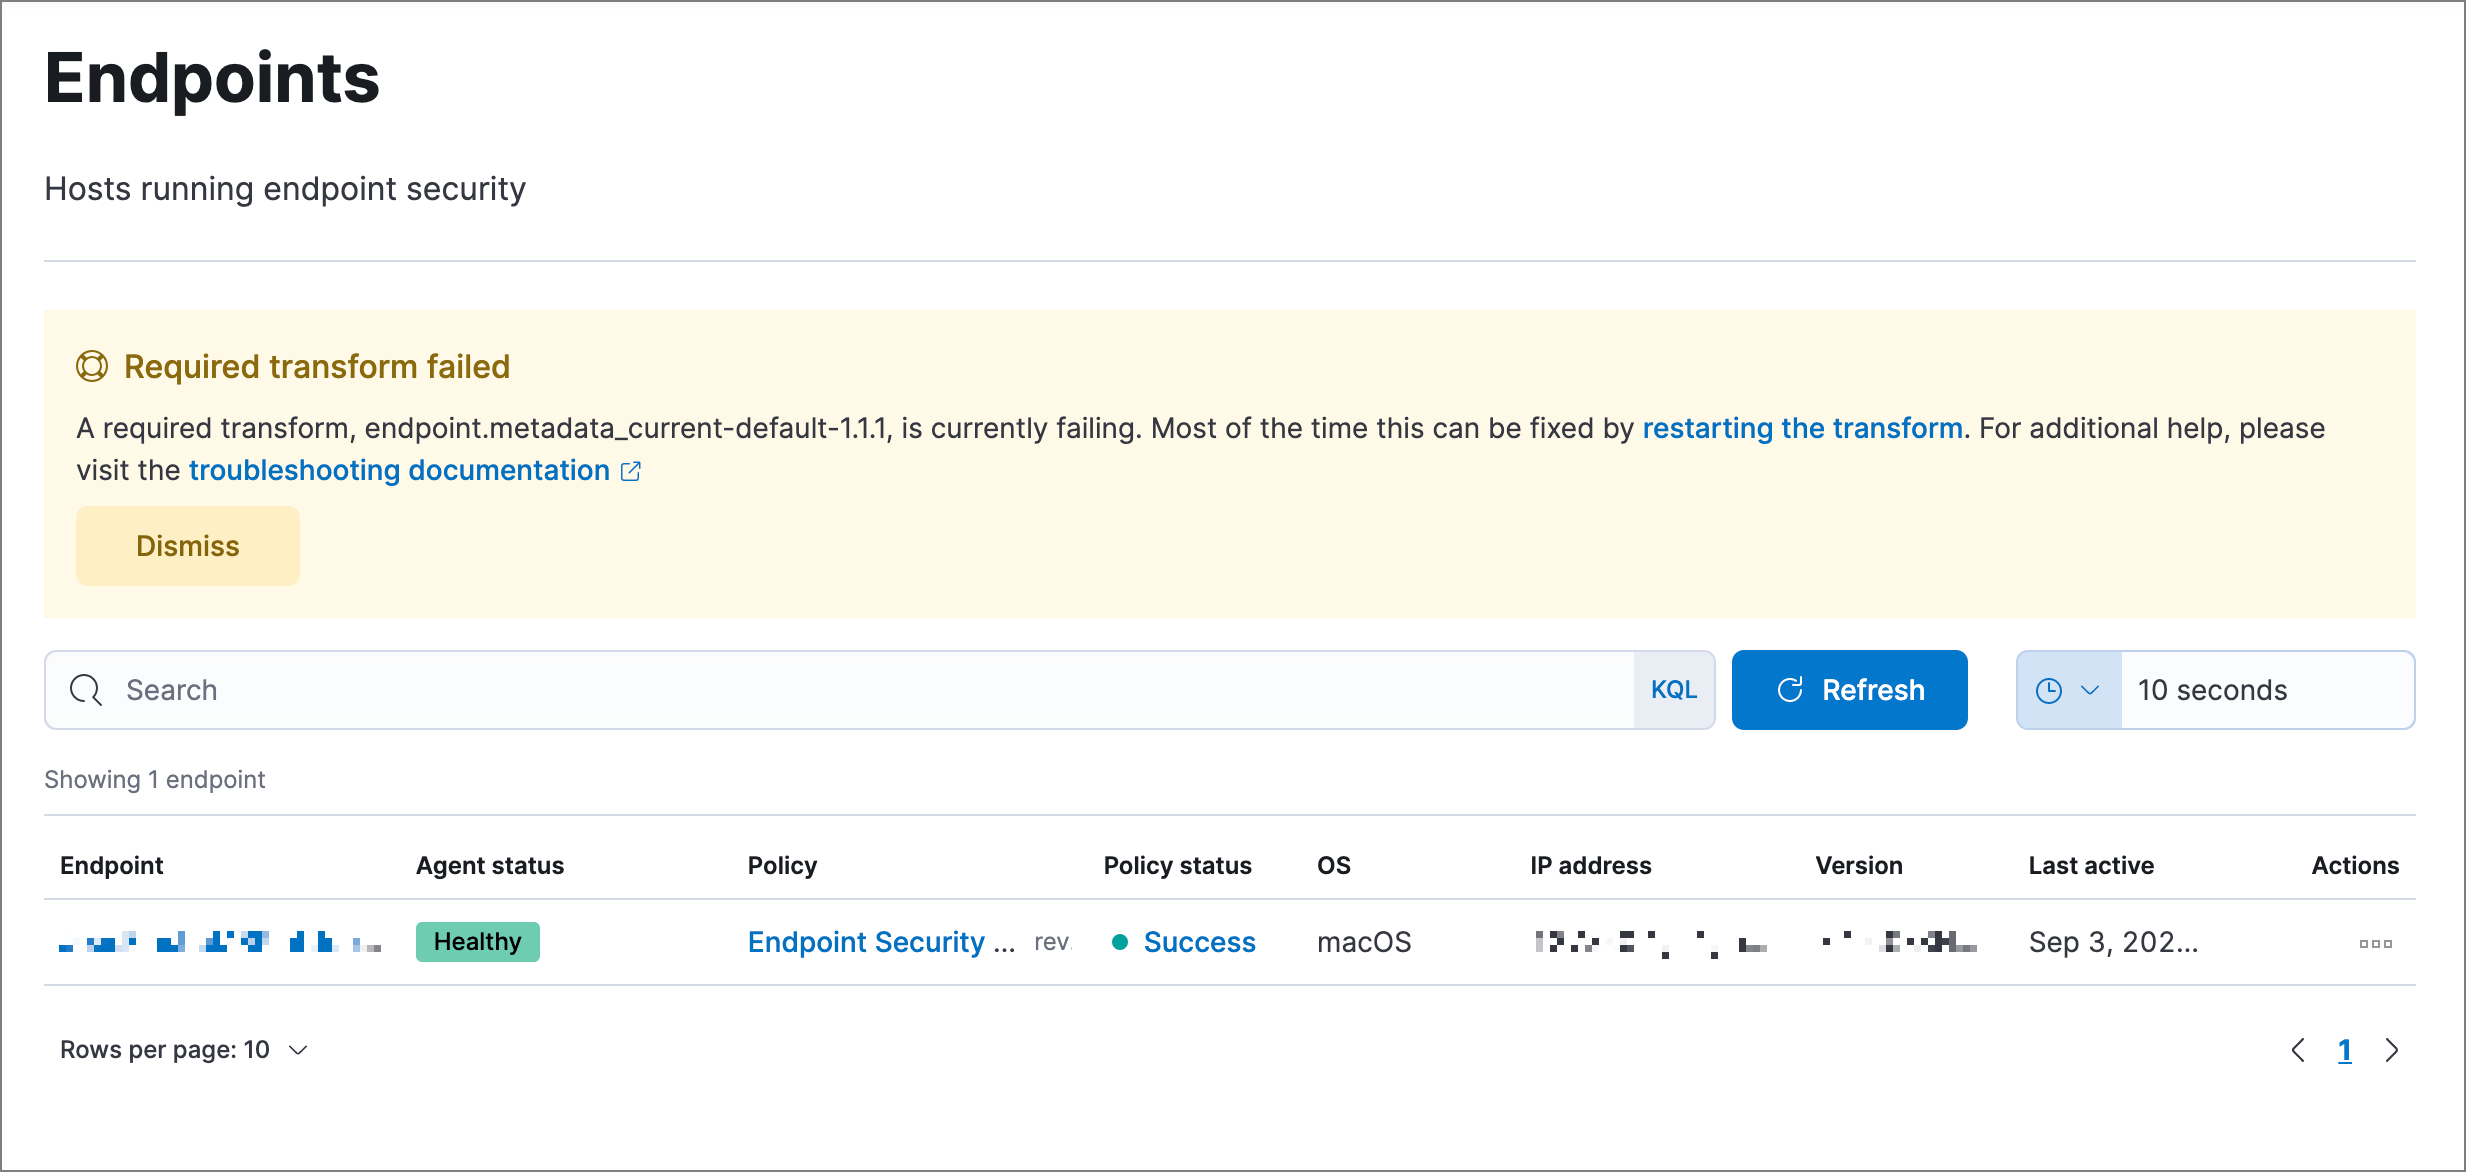 Endpoints
Hosts running endpoint security
Required transform failed
A required transform, endpoint.metadata_current-default-1.1.1, is currently failing. Most of the time this can be fixed by restarting the transform. For additional help, please
visit the troubleshooting documentation
Dismiss
Search KQL Refresh 10 seconds
Showing 1 endpoint
Endpoint Agent status Policy Policy status OS IP address Version Last active Actions
Healthy Endpoint Security ... rev. Success macOS Sep 3, 202...
Rows per page: 10 1